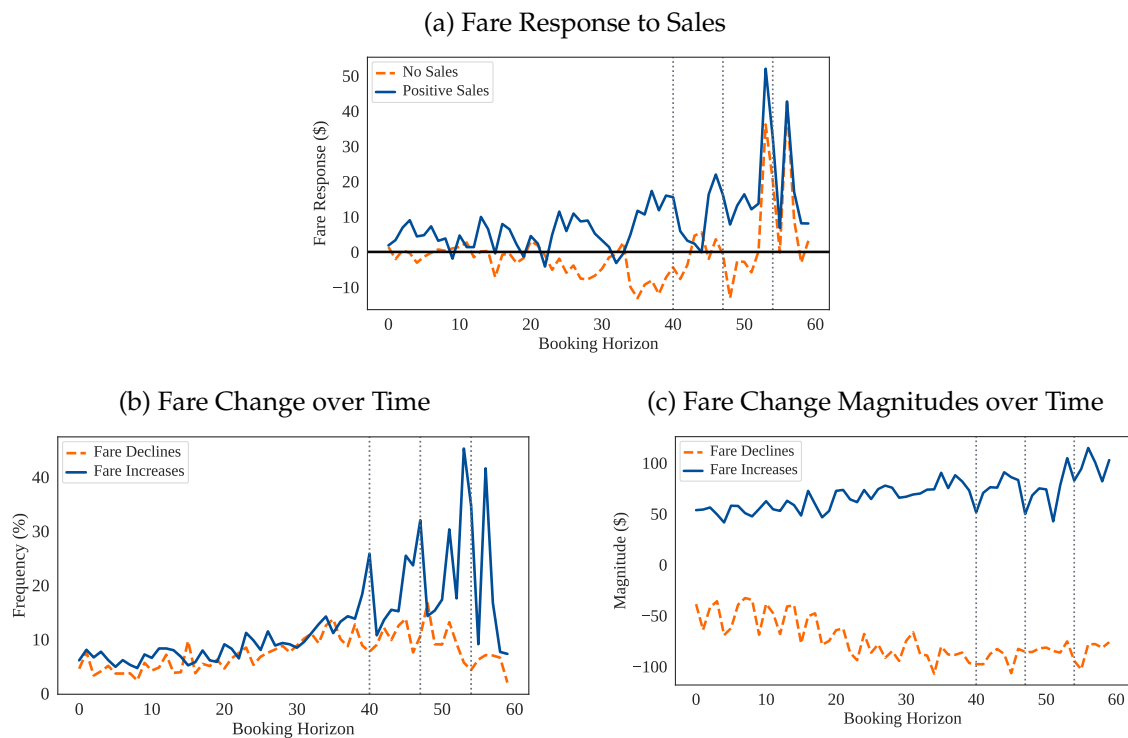 (a) Fare Response to Sales
No Sales
Positive Sales
Fare Response ($)
50
40
30
20
10
0
−10
0 10 20 30 40 50 60
Booking Horizon
(b) Fare Change over Time
Fare Declines
Fare Increases
Frequency (%)
40
30
20
10
0
0 10 20 30 40 50 60
Booking Horizon
(c) Fare Change Magnitudes over Time
Fare Declines
Fare Increases
Magnitude ($)
100
50
0
−50
−100
0 10 20 30 40 50 60
Booking Horizon